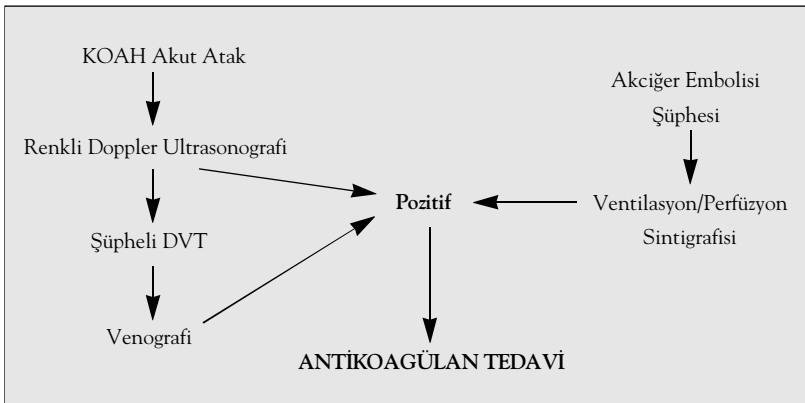 KOAH Akut Atak
Renkli Doppler Ultrasonografi
Şüpheli DVT
Venografi
Pozitif
ANTİKOAGÜLAN TEDAVİ
Akciğer Embolisi
Şüphesi
Ventilasyon/Perfüzyon
Sintigrafisi